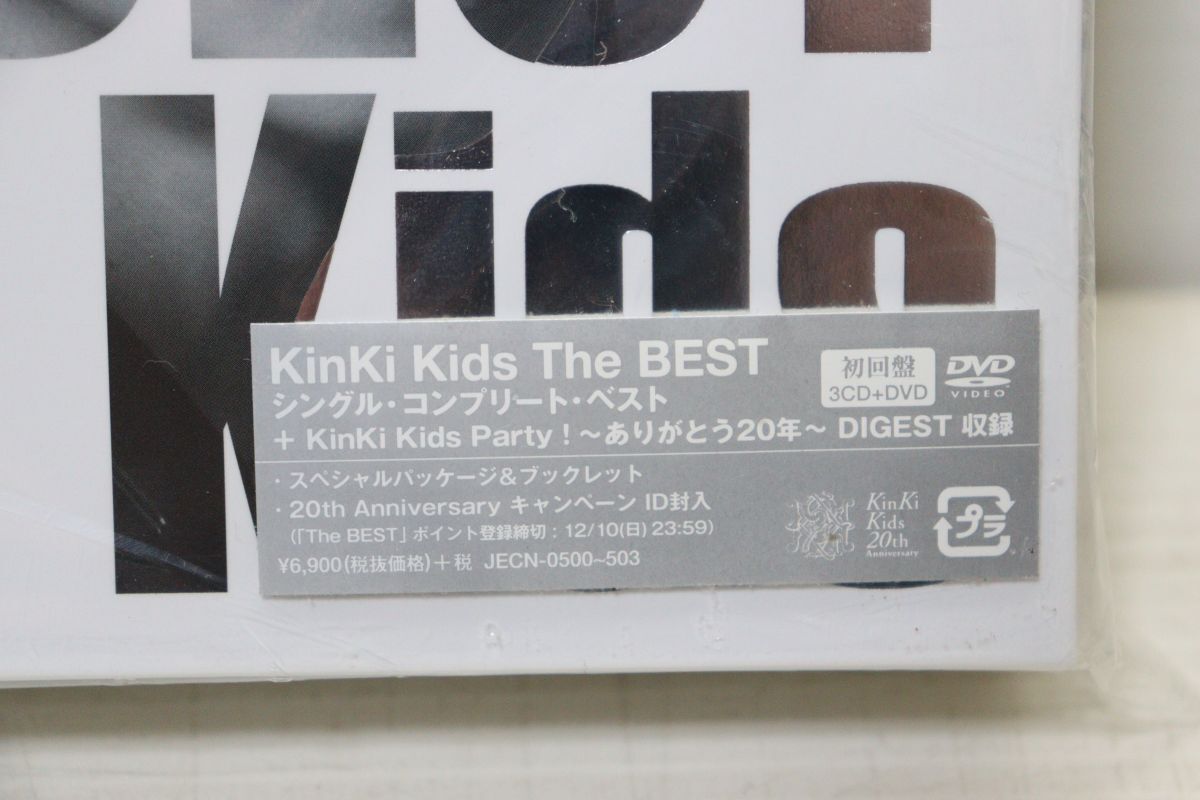 BEST
Kids
KinKi Kids The BEST
初回盤
3CD+DVD
DVD
VIDEO
シングル・コンプリート・ベスト
+ KinKi Kids Party！～ありがとう20年～ DIGEST 収録
・スペシャルパッケージ&ブックレット
・20th Anniversary キャンペーン ID封入
(「The BEST」ポイント登録締切：12/10(日) 23:59)
¥6,900(税抜価格)+税 JECN-0500~503
KinKi
Kids
20th
Anniversary
プラ